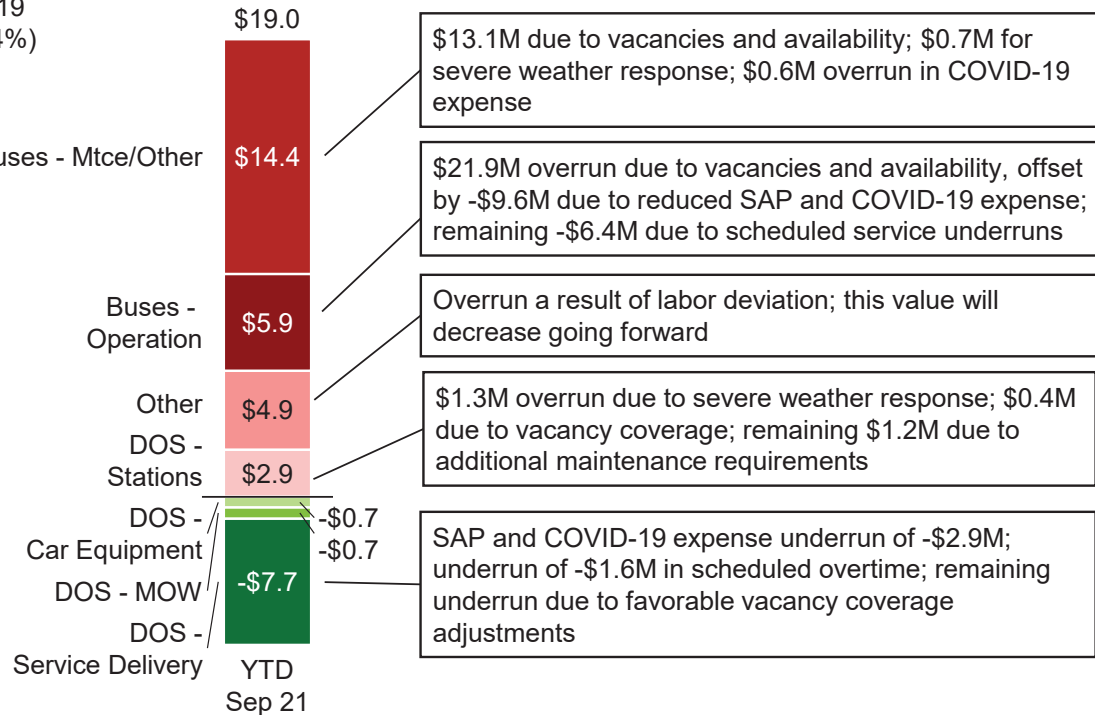 19
4%)
$19.0
uses - Mtce/Other
$14.4
$13.1M due to vacancies and availability; $0.7M for
severe weather response; $0.6M overrun in COVID-19
expense
Buses -
Operation
$5.9
$21.9M overrun due to vacancies and availability, offset
by -$9.6M due to reduced SAP and COVID-19 expense;
remaining -$6.4M due to scheduled service underruns
Other
$4.9
Overrun a result of labor deviation; this value will
decrease going forward
DOS -
Stations
$2.9
$1.3M overrun due to severe weather response; $0.4M
due to vacancy coverage; remaining $1.2M due to
additional maintenance requirements
DOS -
Car Equipment
-$0.7
DOS - MOW
-$0.7
DOS -
Service Delivery
-$7.7
SAP and COVID-19 expense underrun of -$2.9M;
underrun of -$1.6M in scheduled overtime; remaining
underrun due to favorable vacancy coverage
adjustments
YTD
Sep 21